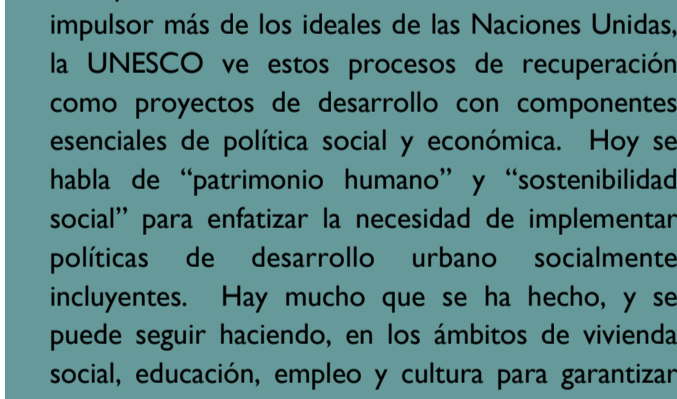 impulsor más de los ideales de las Naciones Unidas,
la UNESCO ve estos procesos de recuperación
como proyectos de desarrollo con componentes
esenciales de política social y económica.  Hoy se
habla de “patrimonio humano” y “sostenibilidad
social” para enfatizar la necesidad de implementar
políticas de desarrollo urbano socialmente
incluyentes.  Hay mucho que se ha hecho, y se
puede seguir haciendo, en los ámbitos de vivienda
social, educación, empleo y cultura para garantizar